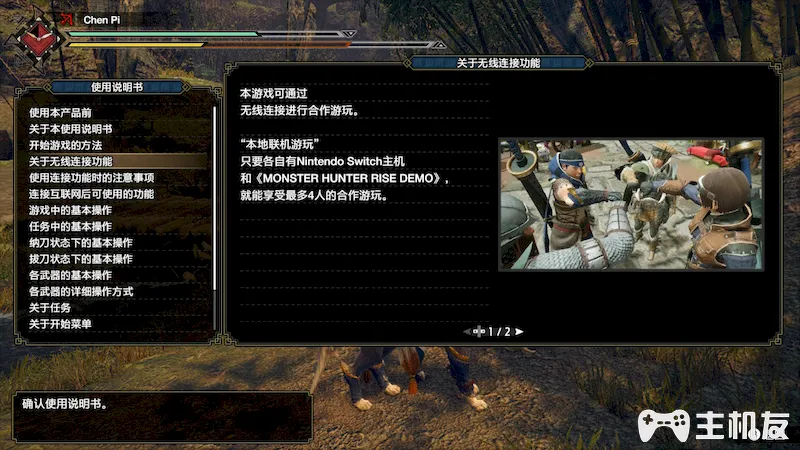 Chen Pi
使用说明书
使用本产品前
关于本使用说明书
开始游戏的方法
关于无线连接功能
使用连接功能时的注意事项
连接互联网后可使用的功能
游戏中的基本操作
任务中的基本操作
纳刀状态下的基本操作
拔刀状态下的基本操作
各武器的基本操作
各武器的详细操作方式
关于任务
关于开始菜单
关于无线连接功能
本游戏可通过
无线连接进行合作游玩。
“本地联机游玩”
只要各自有Nintendo Switch主机
和《MONSTER HUNTER RISE DEMO》，
就能享受最多4人的合作游玩。
1 / 2
确认使用说明书。
主机友